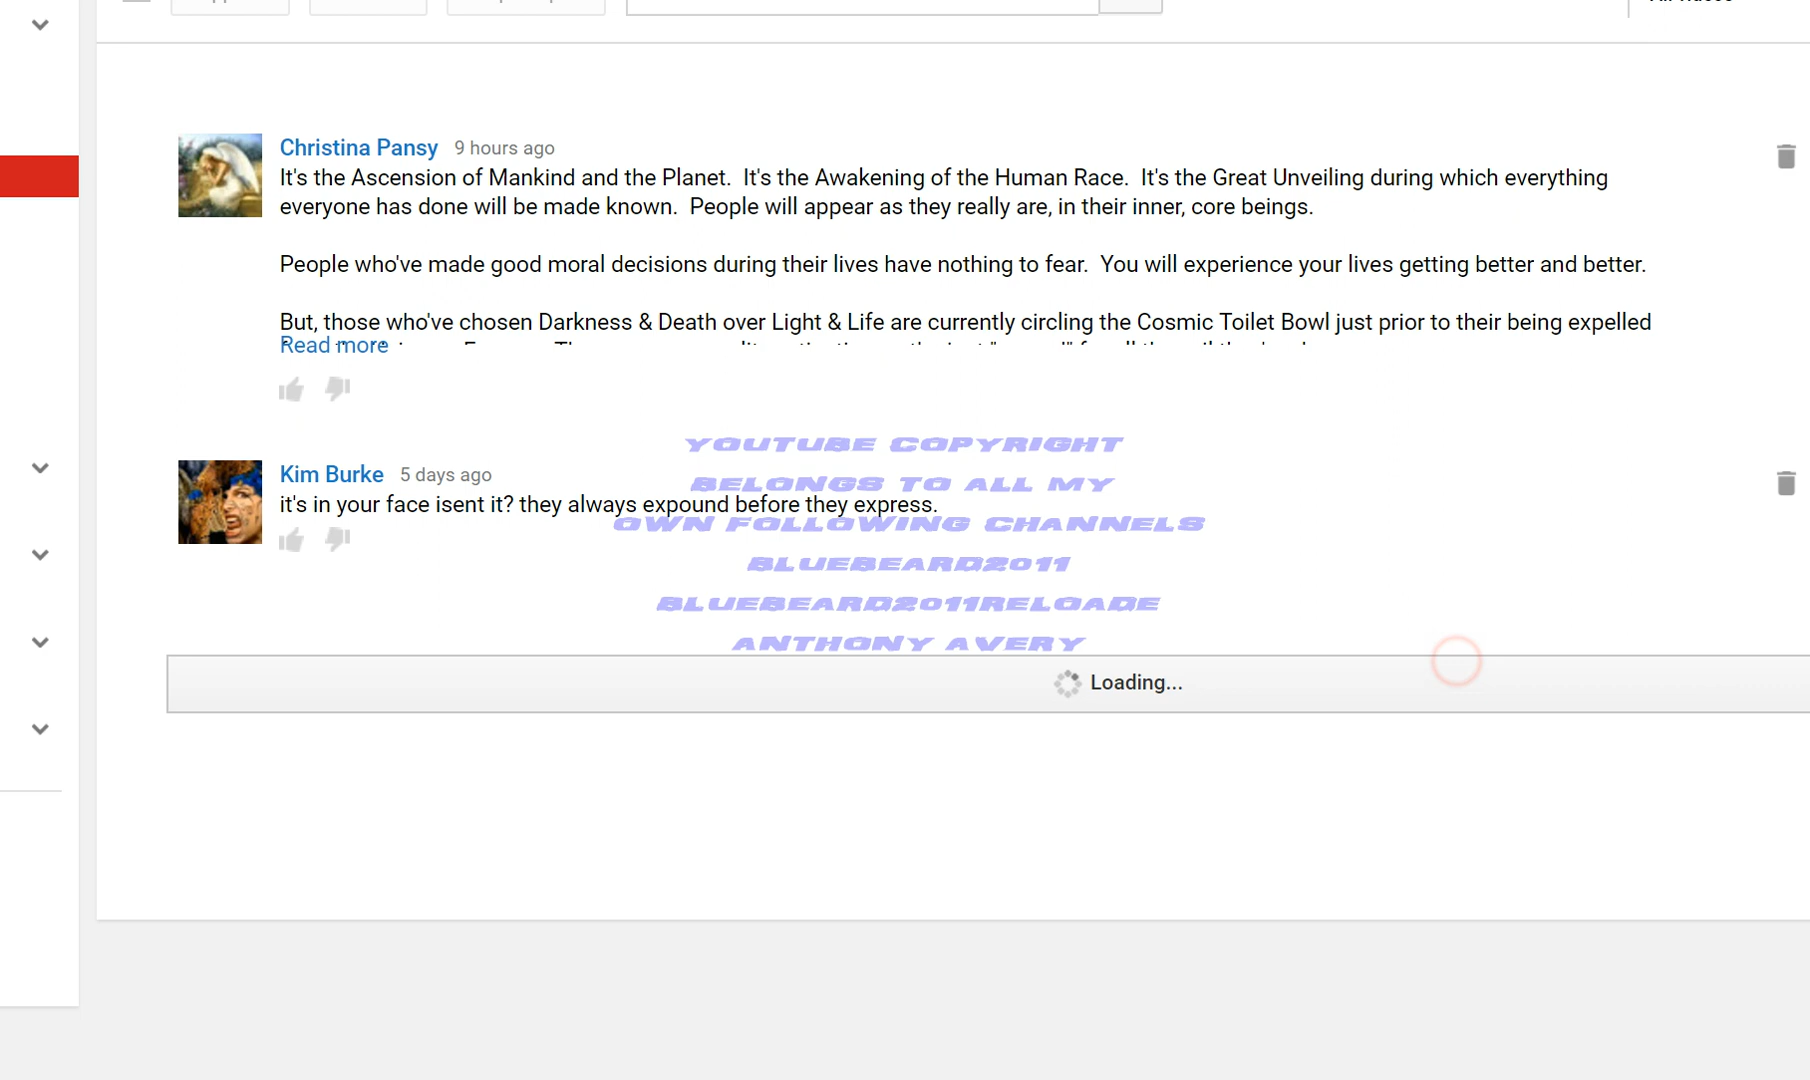 Christina Pansy 9 hours ago
It's the Ascension of Mankind and the Planet.  It's the Awakening of the Human Race.  It's the Great Unveiling during which everything
everyone has done will be made known.  People will appear as they really are, in their inner, core beings.
People who've made good moral decisions during their lives have nothing to fear.  You will experience your lives getting better and better.
But, those who've chosen Darkness & Death over Light & Life are currently circling the Cosmic Toilet Bowl just prior to their being expelled
Read more
YOUTUBE COPYRIGHT
Kim Burke 5 days ago
BELONGS TO ALL MY
it's in your face isent it? they always expound before they express.
OWN FOLLOWING CHANNELS
BLUEBEARD2011
BLUEBEARD2011RELOADE
ANTHONY AVERY
Loading...